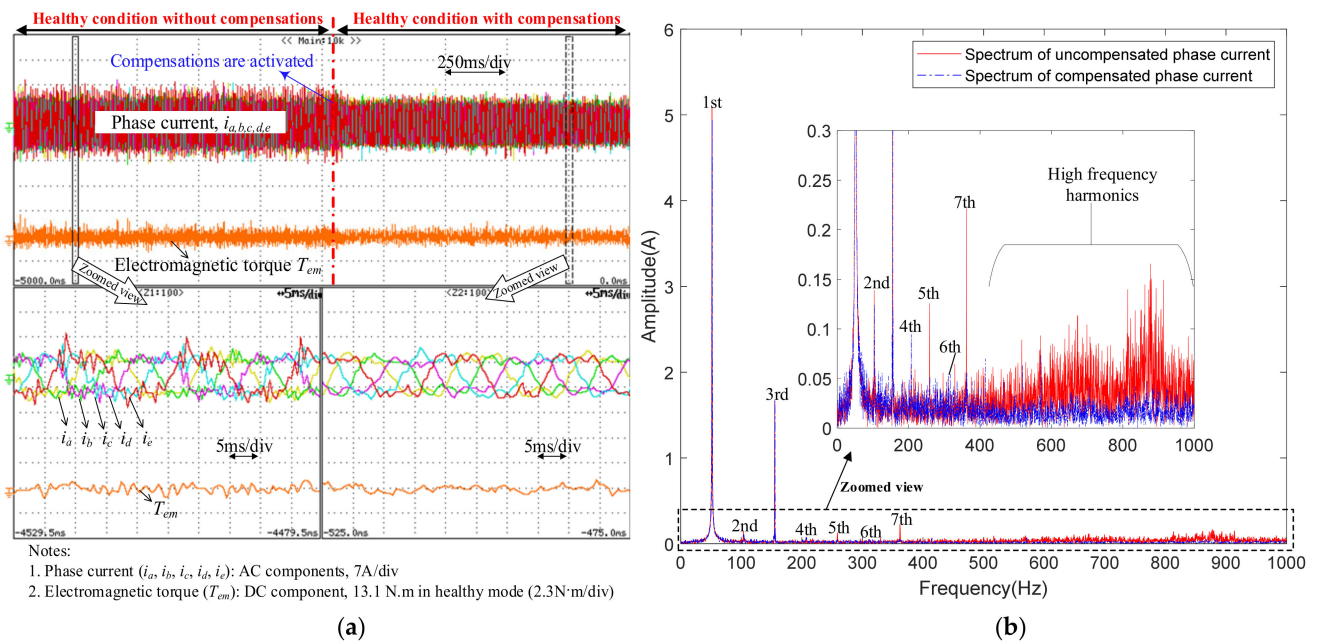 Healthy condition without compensations
Healthy condition with compensations
<< Main:10k >>
Compensations are activated
250ms/div
Phase current, ia,b,c,d,e
Electromagnetic torque Tem
-5000.0ms
0.0ms
Zoomed view
Zoomed view
<Z1:100>
5ms/div
<Z2:100>
5ms/div
ia ib ic id ie
5ms/div
5ms/div
Tem
-4529.5ms
-4479.5ms
-525.0ms
-475.0ms
Notes:
1. Phase current (ia, ib, ic, id, ie): AC components, 7A/div
2. Electromagnetic torque (Tem): DC component, 13.1 N.m in healthy mode (2.3N·m/div)
(a)
Spectrum of uncompensated phase current
Spectrum of compensated phase current
Amplitude(A)
6
5
4
3
2
1
0
1st
3rd
2nd
4th
5th
6th
7th
0.3
0.25
0.2
0.15
0.1
0.05
0
2nd
4th
5th
6th
7th
High frequency
harmonics
0 200 400 600 800 1000
Zoomed view
0 100 200 300 400 500 600 700 800 900 1000
Frequency(Hz)
(b)